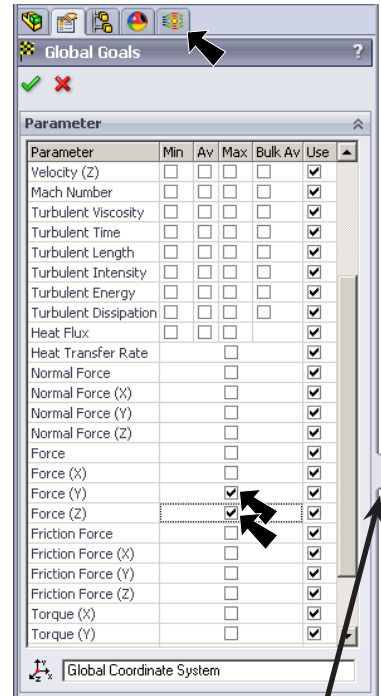 Global Goals ?
Parameter
Parameter Min Av Max Bulk Av Use
Velocity (Z)
Mach Number
Turbulent Viscosity
Turbulent Time
Turbulent Length
Turbulent Intensity
Turbulent Energy
Turbulent Dissipation
Heat Flux
Heat Transfer Rate
Normal Force
Normal Force (X)
Normal Force (Y)
Normal Force (Z)
Force
Force (X)
Force (Y)
Force (Z)
Friction Force
Friction Force (X)
Friction Force (Y)
Friction Force (Z)
Torque (X)
Torque (Y)
Global Coordinate System